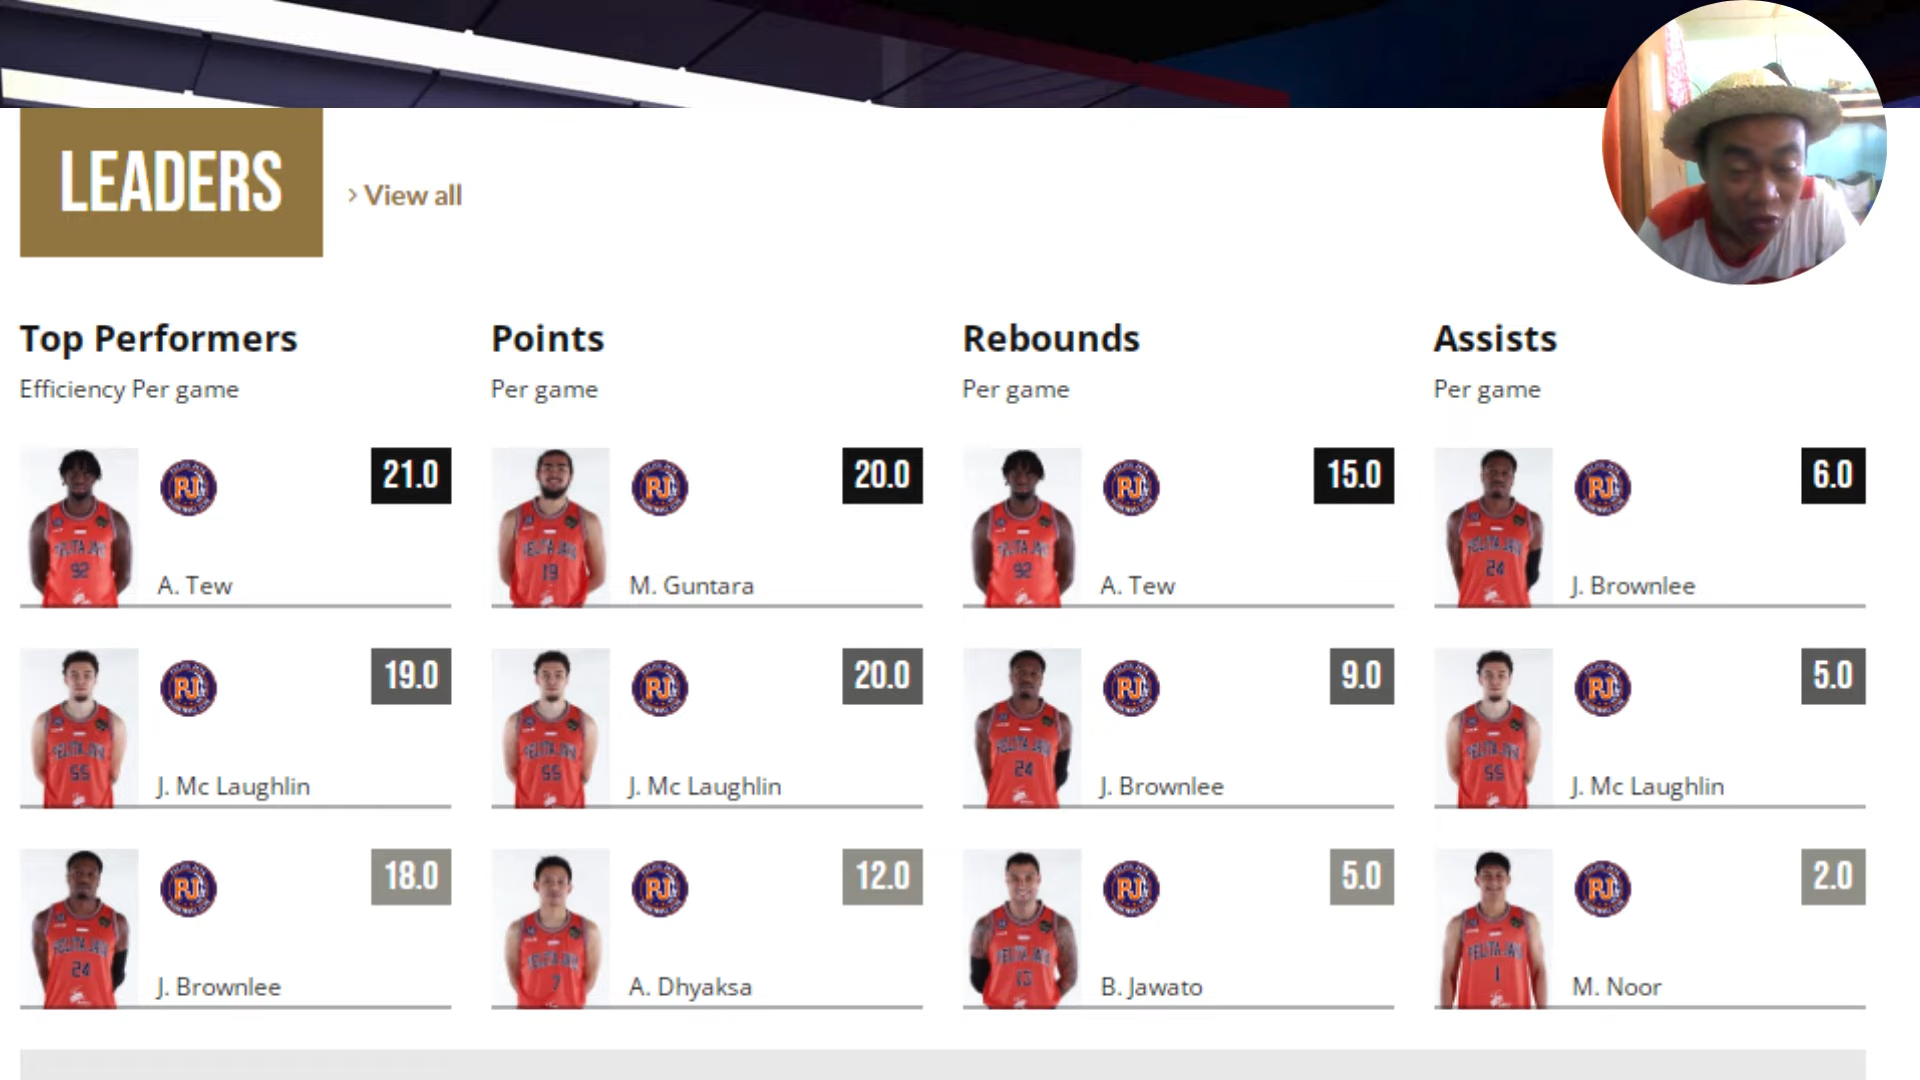 LEADERS
> View all
Top Performers
Efficiency Per game
21.0
A. Tew
19.0
J. Mc Laughlin
18.0
J. Brownlee
Points
Per game
20.0
M. Guntara
20.0
J. Mc Laughlin
12.0
A. Dhyaksa
Rebounds
Per game
15.0
A. Tew
9.0
J. Brownlee
5.0
B. Jawato
Assists
Per game
6.0
J. Brownlee
5.0
J. Mc Laughlin
2.0
M. Noor